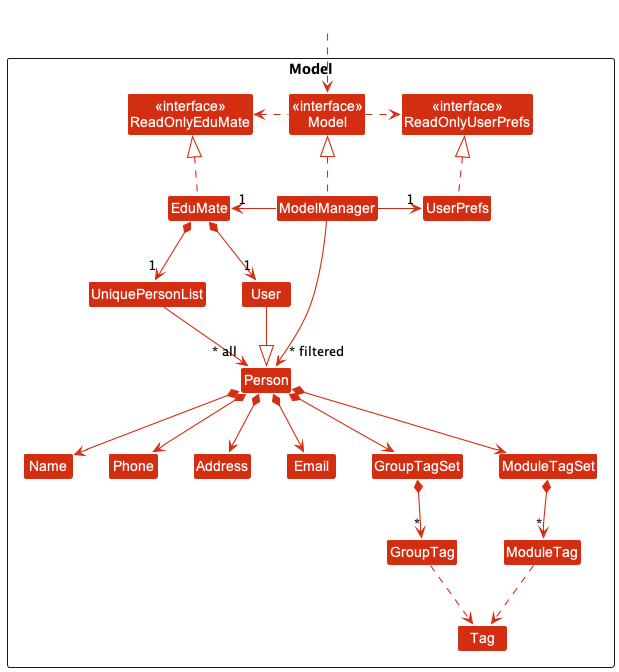 Model
«interface»
ReadOnlyEduMate
«interface»
Model
«interface»
ReadOnlyUserPrefs
EduMate
1
ModelManager
1
UserPrefs
1
1
UniquePersonList
User
* all
* filtered
Person
Name
Phone
Address
Email
GroupTagSet
ModuleTagSet
*
*
GroupTag
ModuleTag
Tag